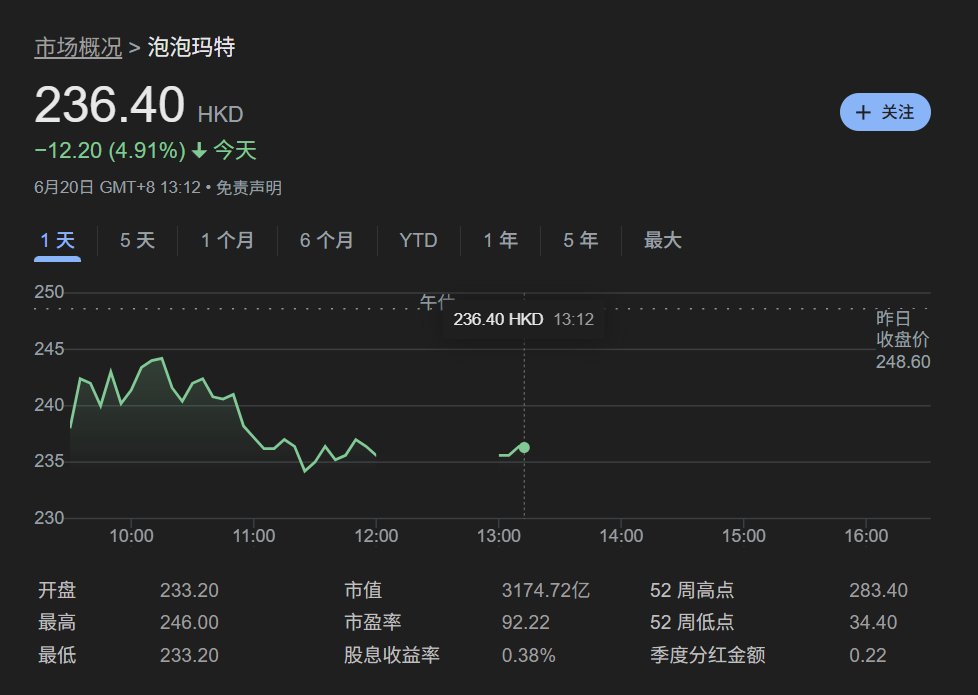 市场概况 > 泡泡玛特
236.40 HKD
+ 关注
−12.20 (4.91%) ↓ 今天
6月20日 GMT+8 13:12 • 免责声明
1 天 5 天 1 个月 6 个月 YTD 1 年 5 年 最大
250
245
240
235
230
236.40 HKD 13:12
昨日
收盘价
248.60
10:00 11:00 12:00 13:00 14:00 15:00 16:00
开盘 233.20 市值 3174.72亿 52 周高点 283.40
最高 246.00 市盈率 92.22 52 周低点 34.40
最低 233.20 股息收益率 0.38% 季度分红金额 0.22